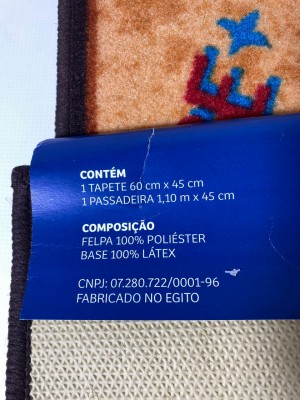 CONTÉM
1 TAPETE 60 cm x 45 cm
1 PASSADEIRA 1,10 m x 45 cm
COMPOSIÇÃO
FELPA 100% POLIÉSTER
BASE 100% LÁTEX
CNPJ: 07.280.722/0001-96
FABRICADO NO EGITO